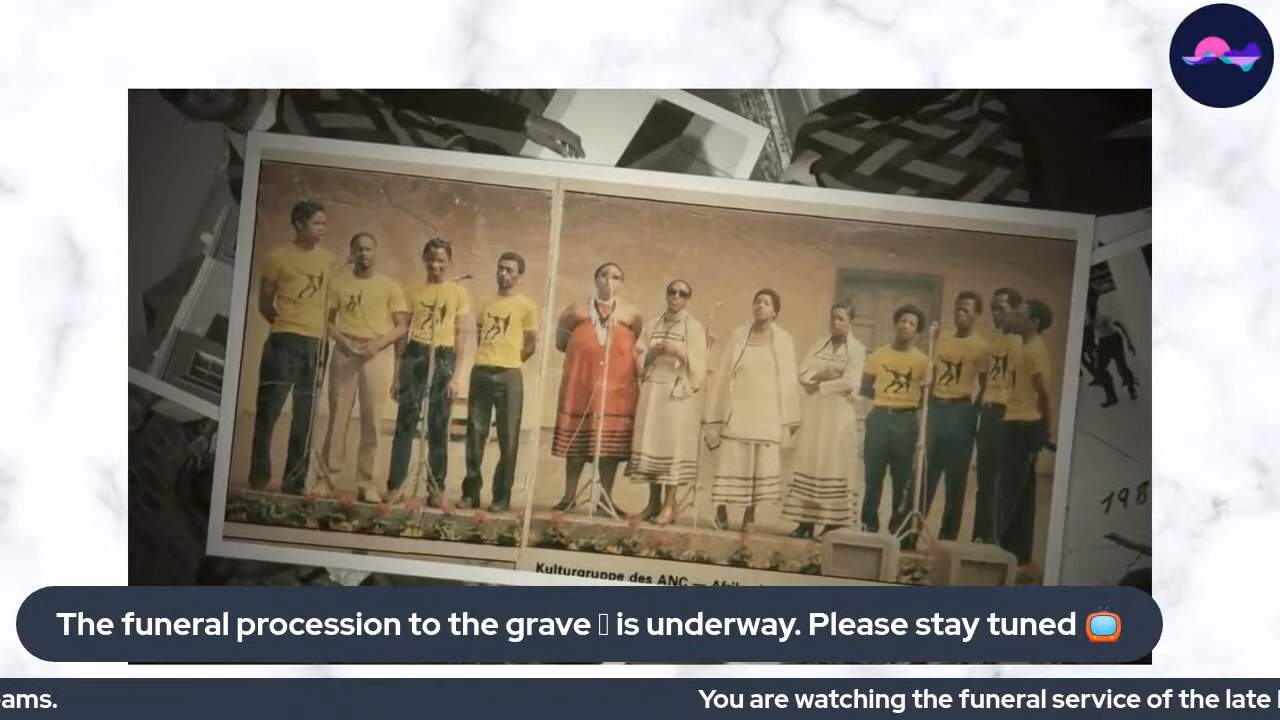 Kulturgruppe des ANC —
198
The funeral procession to the grave is underway. Please stay tuned
ams.
You are watching the funeral service of the late